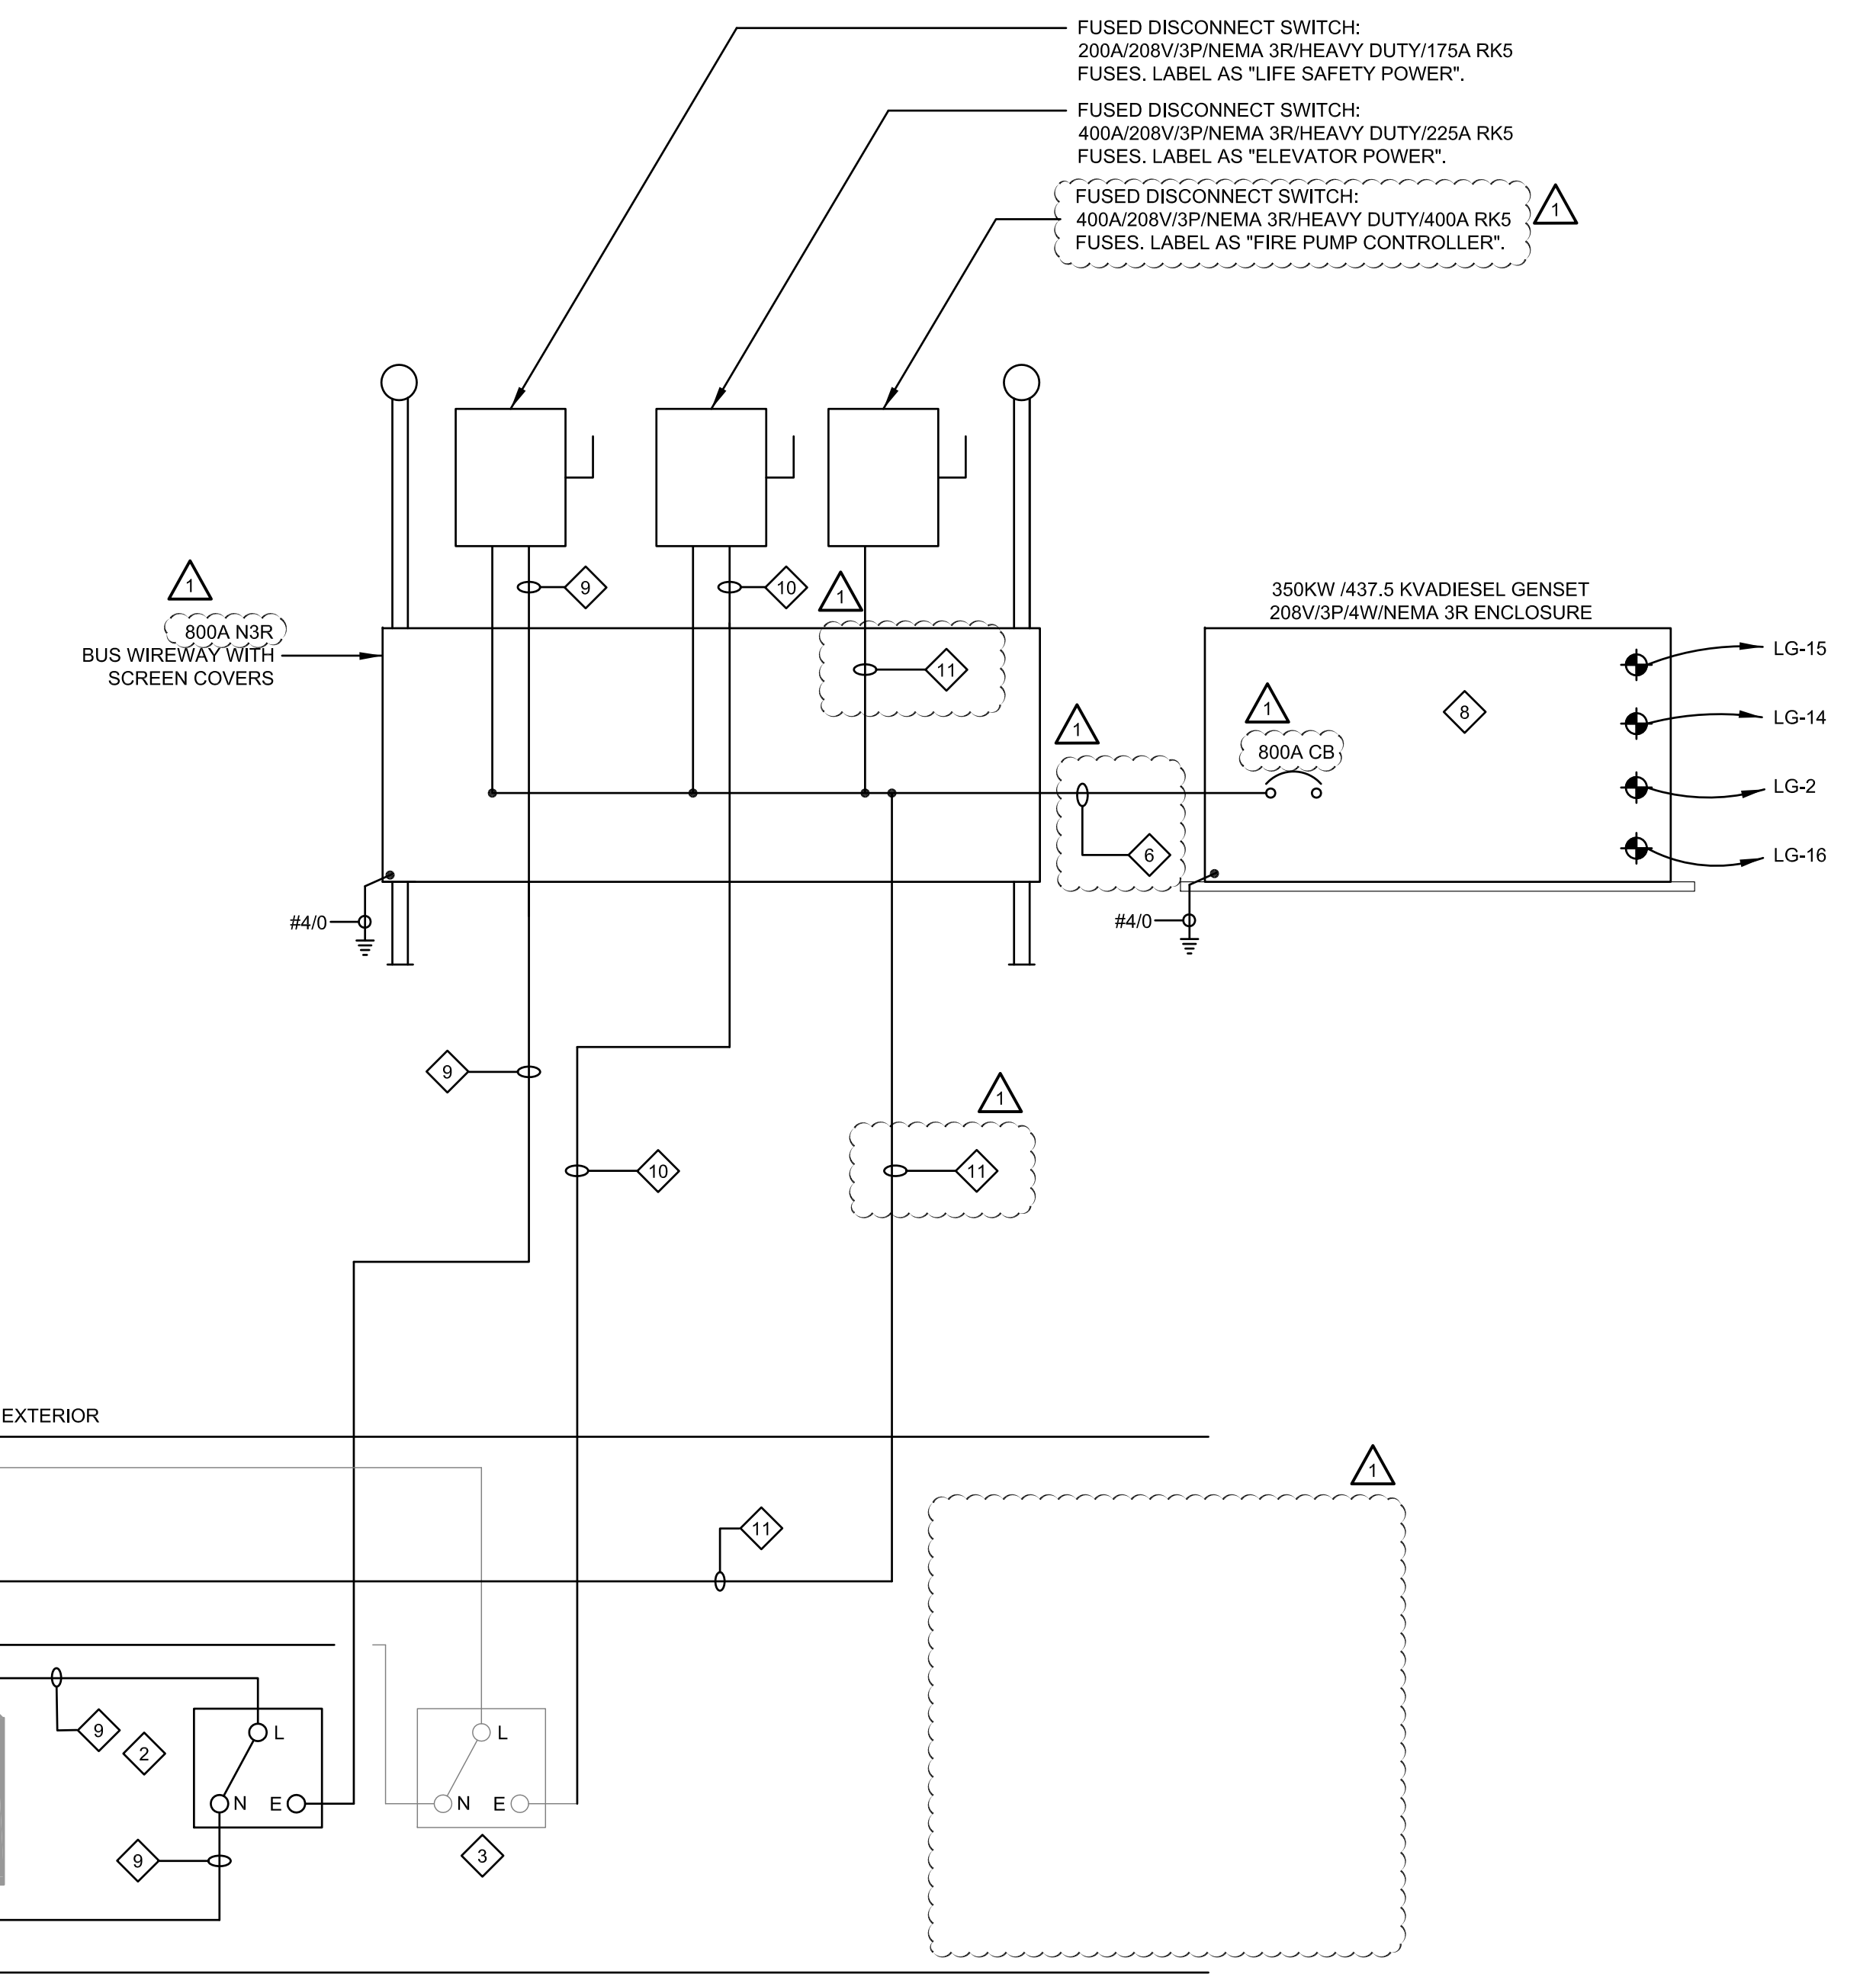 FUSED DISCONNECT SWITCH:
200A/208V/3P/NEMA 3R/HEAVY DUTY/175A RK5
FUSES. LABEL AS "LIFE SAFETY POWER".
FUSED DISCONNECT SWITCH:
400A/208V/3P/NEMA 3R/HEAVY DUTY/225A RK5
FUSES. LABEL AS "ELEVATOR POWER".
FUSED DISCONNECT SWITCH:
400A/208V/3P/NEMA 3R/HEAVY DUTY/400A RK5
FUSES. LABEL AS "FIRE PUMP CONTROLLER".
1
1
800A N3R
BUS WIREWAY WITH
SCREEN COVERS
9
10
1
11
350KW /437.5 KVADIESEL GENSET
208V/3P/4W/NEMA 3R ENCLOSURE
1
6
1
800A CB
8
LG-15
LG-14
LG-2
LG-16
#4/0
#4/0
9
10
1
11
EXTERIOR
1
11
9
2
L
N
E
9
L
N
E
3